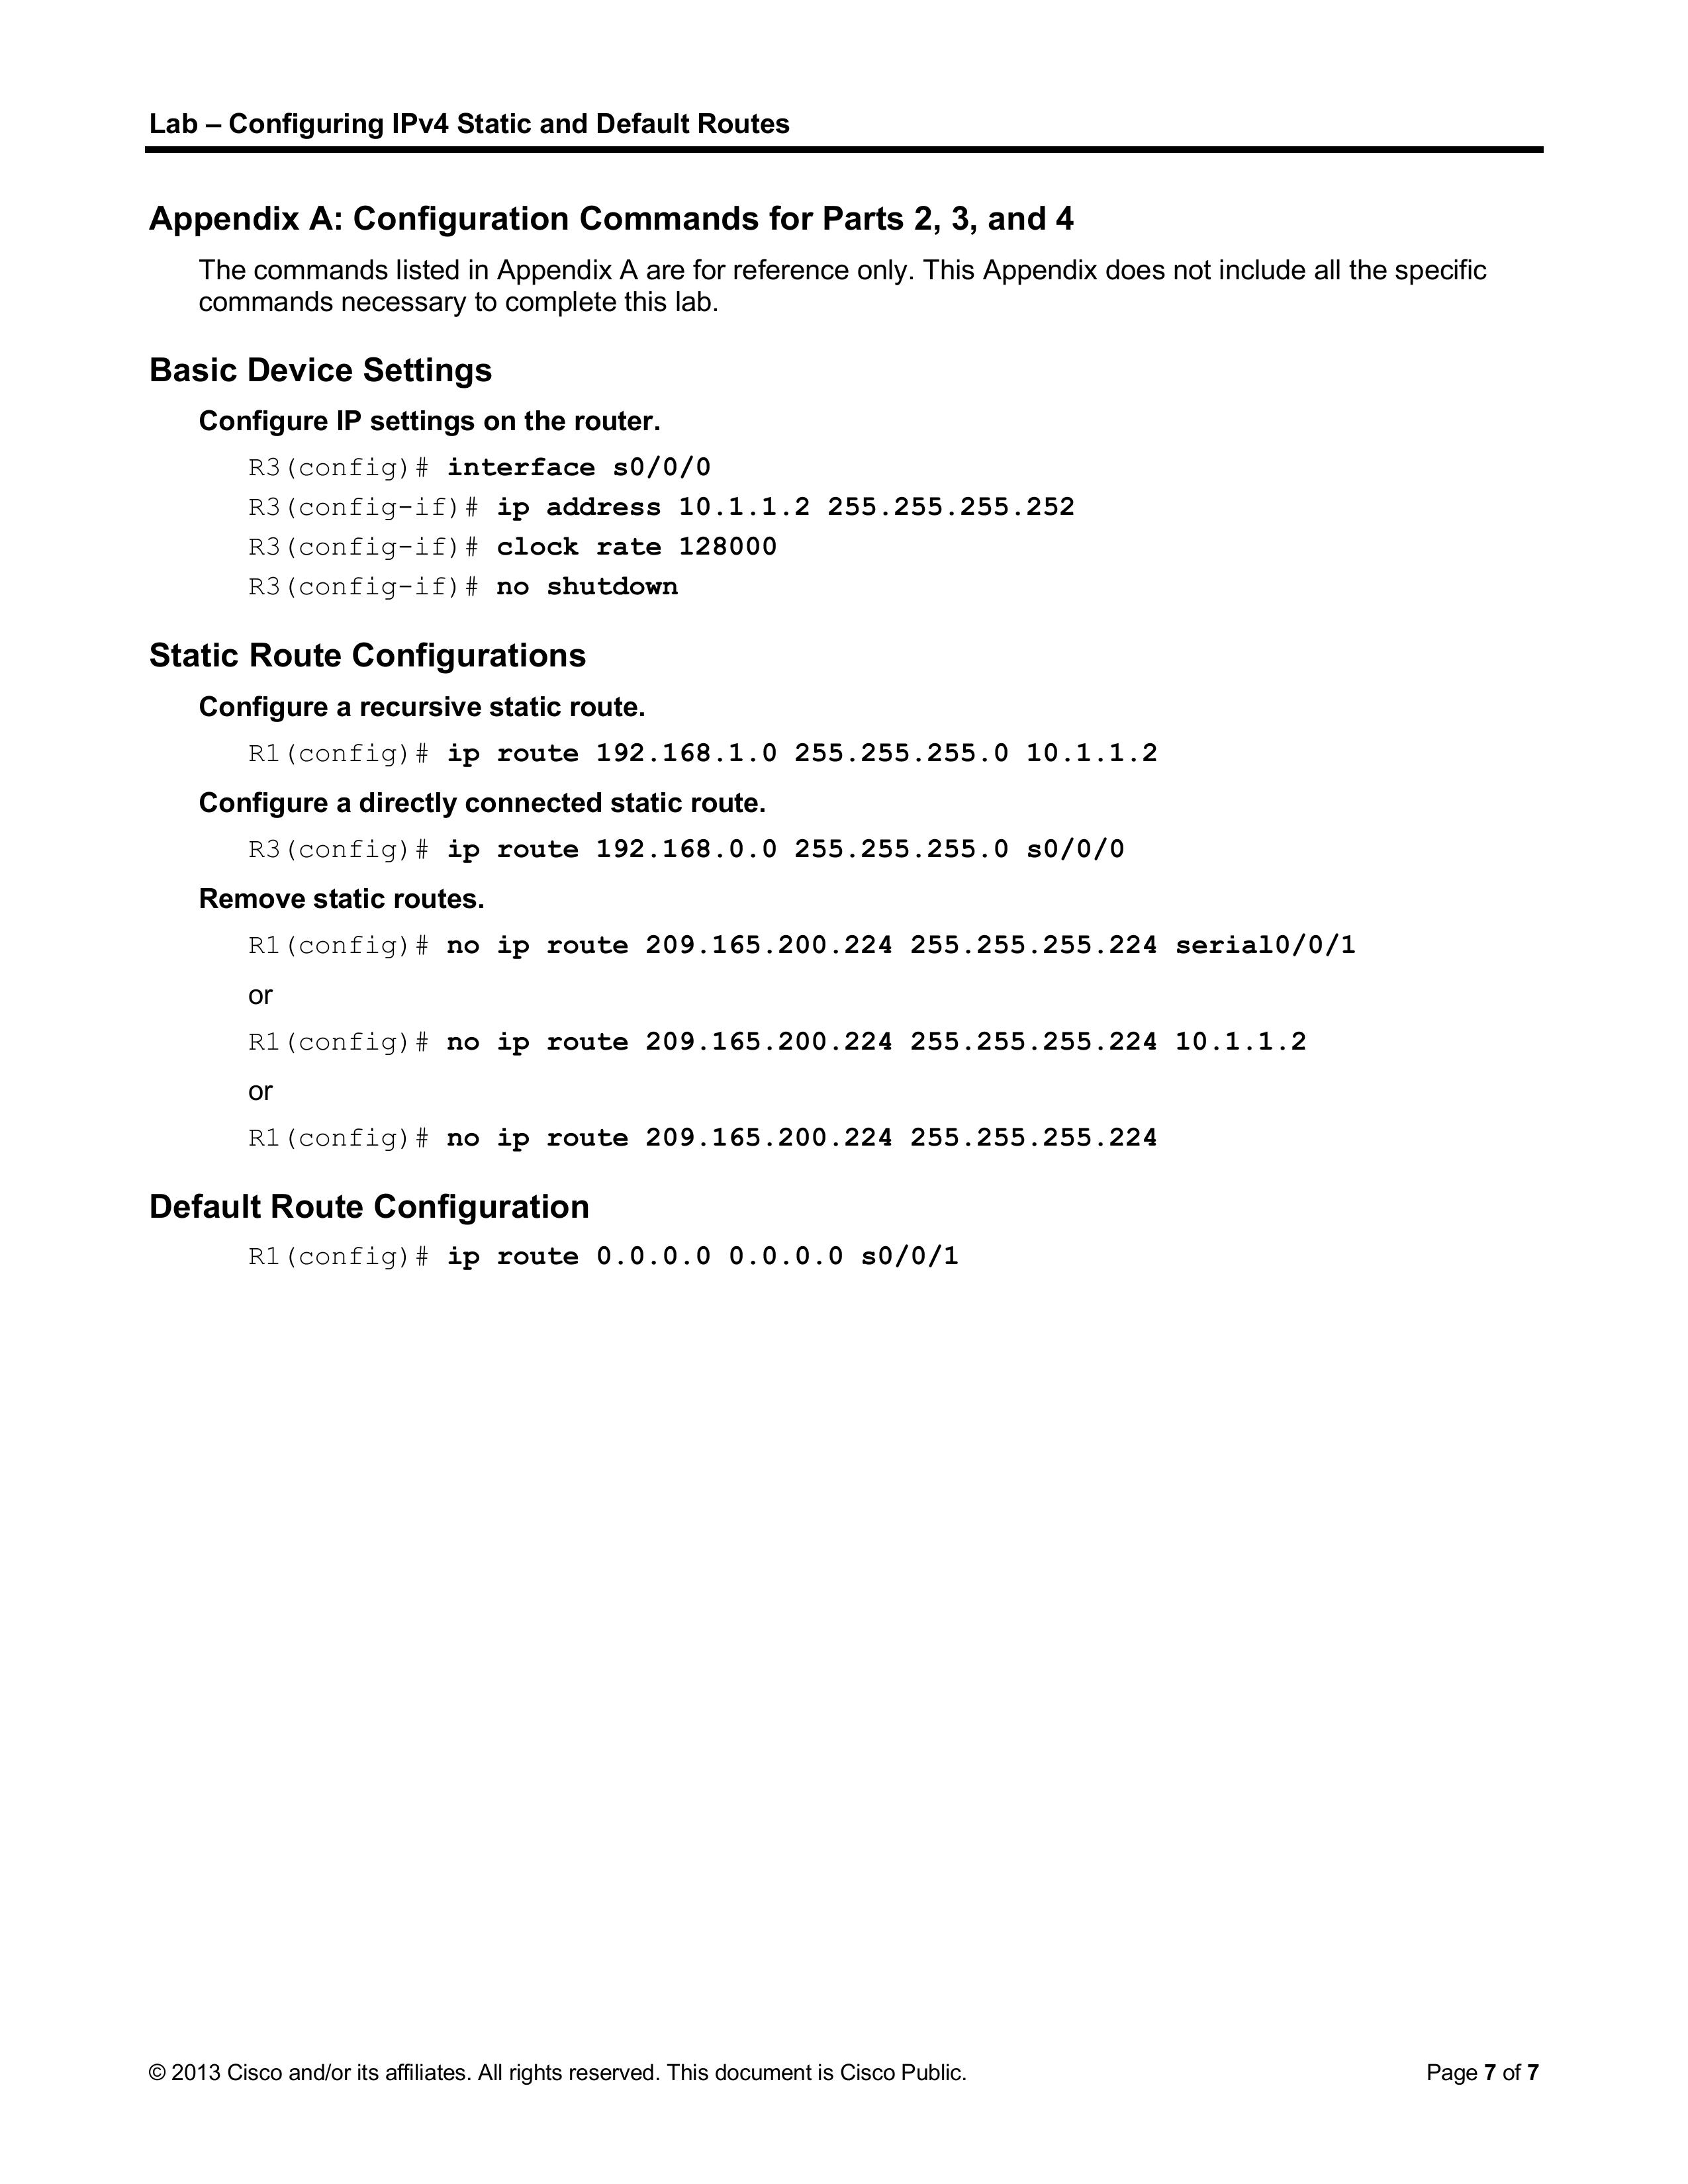 Lab – Configuring IPv4 Static and Default Routes
Appendix A: Configuration Commands for Parts 2, 3, and 4
The commands listed in Appendix A are for reference only. This Appendix does not include all the specific
commands necessary to complete this lab.
Basic Device Settings
Configure IP settings on the router.
R3(config)# interface s0/0/0
R3(config-if)# ip address 10.1.1.2 255.255.255.252
R3(config-if)# clock rate 128000
R3(config-if)# no shutdown
Static Route Configurations
Configure a recursive static route.
R1(config)# ip route 192.168.1.0 255.255.255.0 10.1.1.2
Configure a directly connected static route.
R3(config)# ip route 192.168.0.0 255.255.255.0 s0/0/0
Remove static routes.
R1(config)# no ip route 209.165.200.224 255.255.255.224 serial0/0/1
or
R1(config)# no ip route 209.165.200.224 255.255.255.224 10.1.1.2
or
R1(config)# no ip route 209.165.200.224 255.255.255.224
Default Route Configuration
R1(config)# ip route 0.0.0.0 0.0.0.0 s0/0/1
© 2013 Cisco and/or its affiliates. All rights reserved. This document is Cisco Public. Page 7 of 7